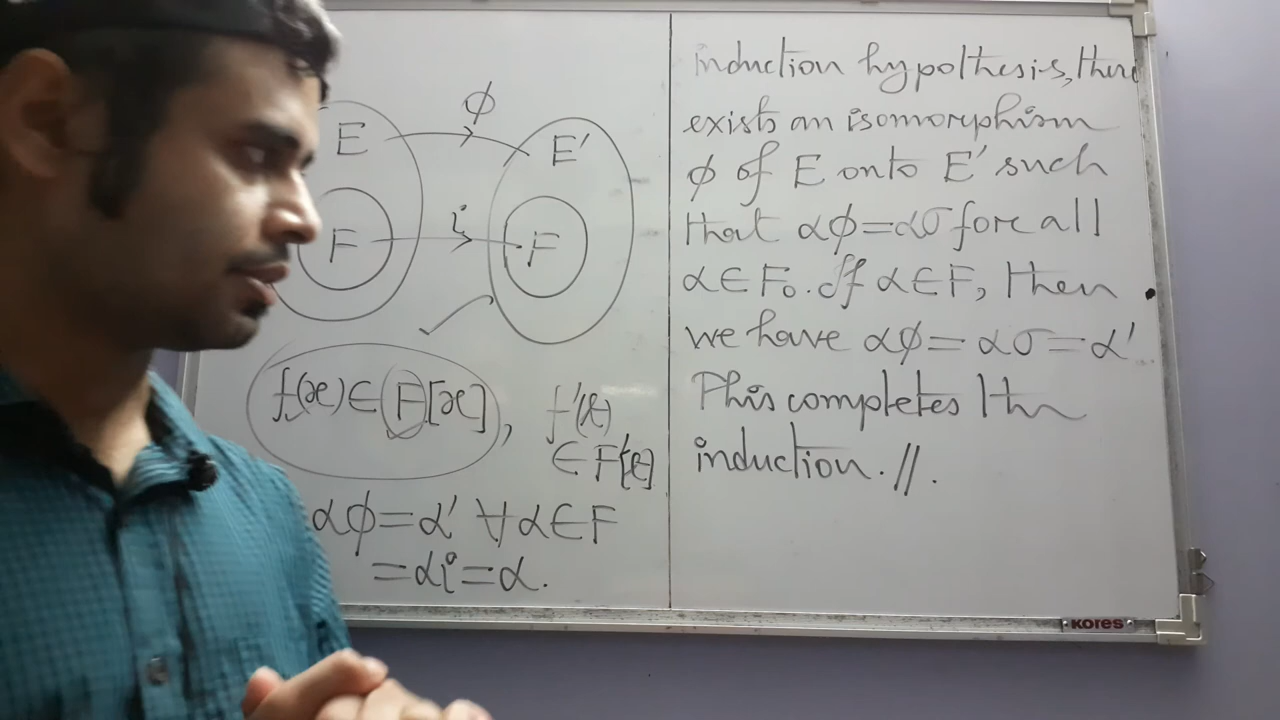 E ϕ E′
F i F
f(x)∈F[x], f′(x)
∈F′[x]
αϕ=α′ ∀α∈F
=αi=α.
induction hypothesis, there
exists an isomorphism
ϕ of E onto E′ such
that αϕ=ασ for all
α∈F₀. If α∈F, then
we have αϕ=ασ=α′
This completes the
induction.//.
KORES